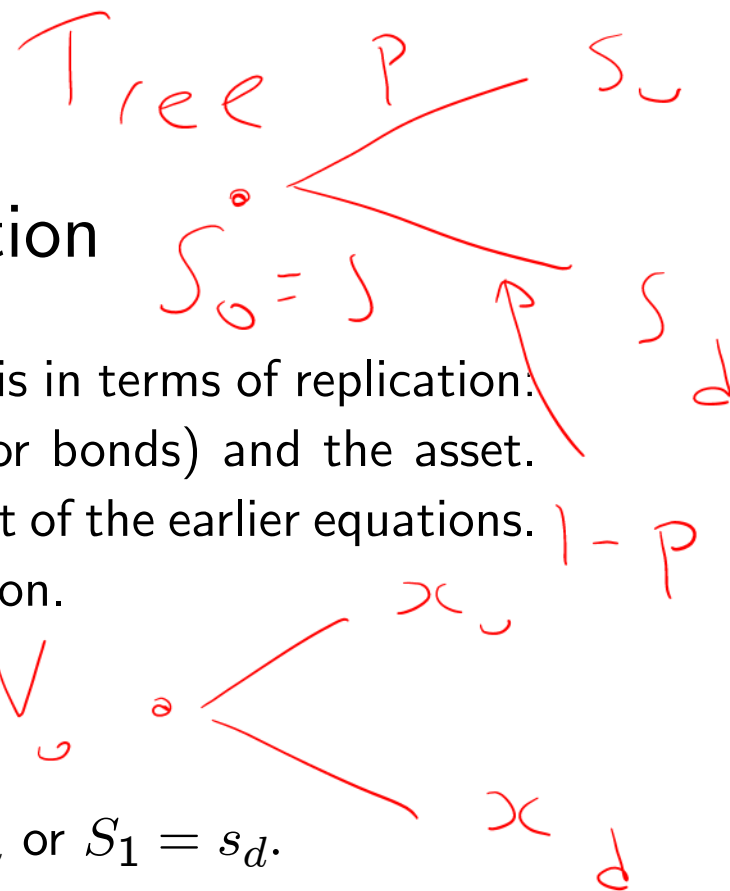 Tree p s_u
tion
S_0 = s
s_d
is in terms of replication:
or bonds) and the asset.
t of the earlier equations.
1 - p
on.
x_u
V_0
x_d
or S_1 = s_d.